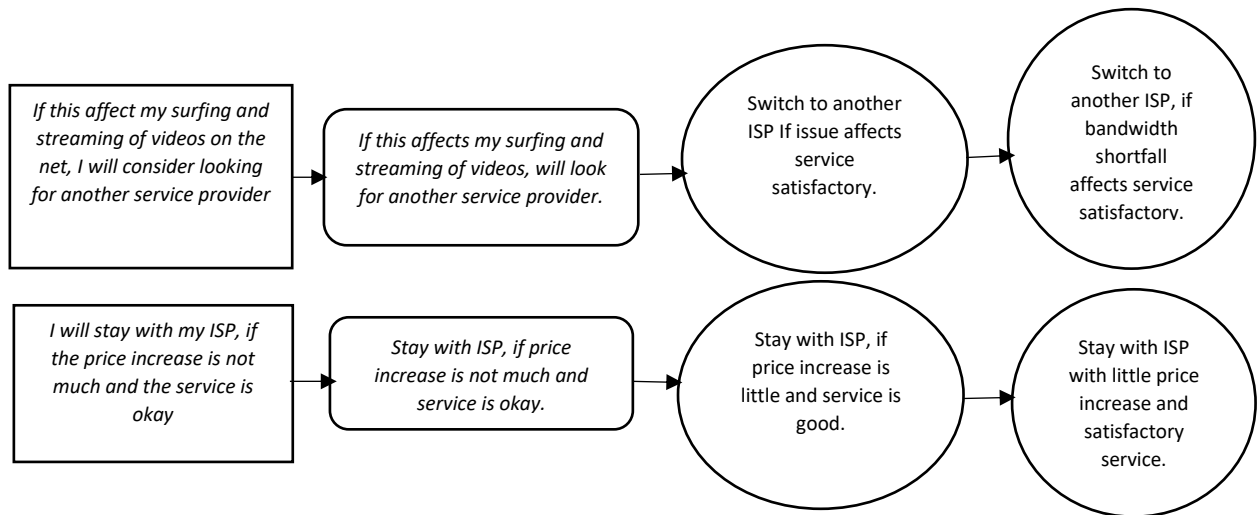 If this affect my surfing and
streaming of videos on the
net, I will consider looking
for another service provider
If this affects my surfing and
streaming of videos, will look
for another service provider.
Switch to another
ISP If issue affects
service
satisfactory.
Switch to
another ISP, if
bandwidth
shortfall
affects service
satisfactory.
I will stay with my ISP, if
the price increase is not
much and the service is
okay
Stay with ISP, if price
increase is not much and
service is okay.
Stay with ISP, if
price increase is
little and service is
good.
Stay with ISP
with little price
increase and
satisfactory
service.